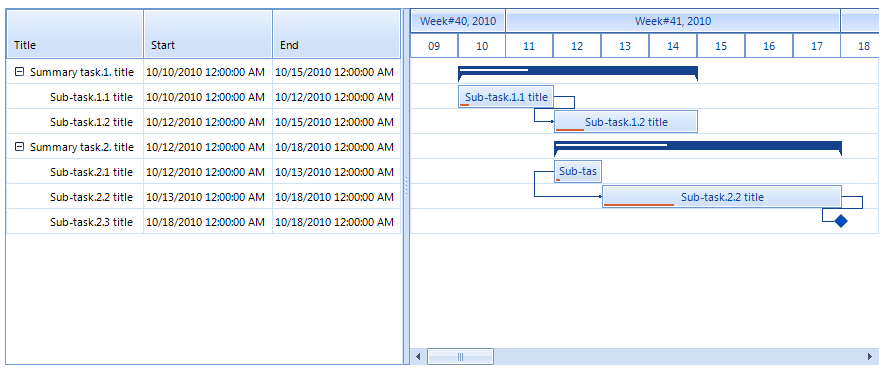 Week#40, 2010 Week#41, 2010
Title Start End 09 10 11 12 13 14 15 16 17 18
Summary task.1. title 10/10/2010 12:00:00 AM 10/15/2010 12:00:00 AM
Sub-task.1.1 title 10/10/2010 12:00:00 AM 10/12/2010 12:00:00 AM Sub-task.1.1 title
Sub-task.1.2 title 10/12/2010 12:00:00 AM 10/15/2010 12:00:00 AM Sub-task.1.2 title
Summary task.2. title 10/12/2010 12:00:00 AM 10/18/2010 12:00:00 AM
Sub-task.2.1 title 10/12/2010 12:00:00 AM 10/13/2010 12:00:00 AM Sub-tas
Sub-task.2.2 title 10/13/2010 12:00:00 AM 10/18/2010 12:00:00 AM Sub-task.2.2 title
Sub-task.2.3 title 10/18/2010 12:00:00 AM 10/18/2010 12:00:00 AM